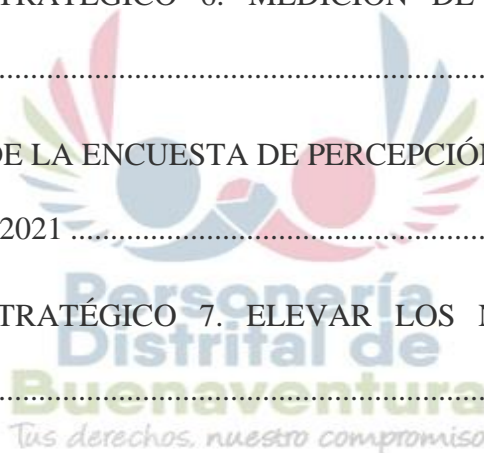 TRATÉGICO 6. MEDICIÓN DE
........................................................................
DE LA ENCUESTA DE PERCEPCIÓN
2021 ................................................................
TRATÉGICO 7. ELEVAR LOS
........................................................................
Personería
Distrital de
Buenaventura
Tus derechos, nuestro compromiso